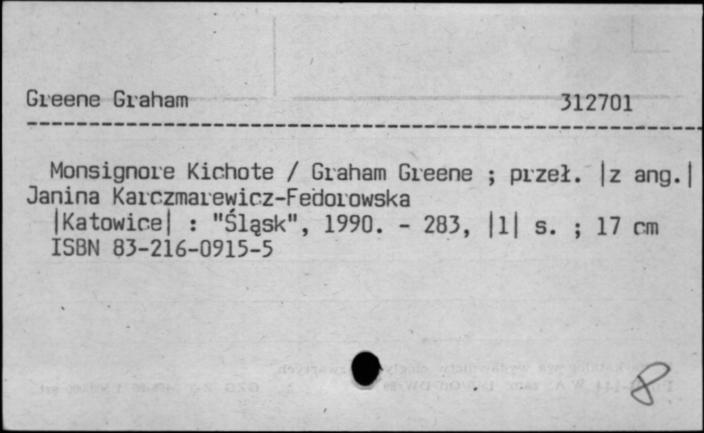 Greene Graham 312701
Monsignore Kichote / Graham Greene ; przeł. |z ang.|
Janina Karczmarewicz-Fedorowska
|Katowice| : "Śląsk", 1990. - 283, |1| s. ; 17 cm
ISBN 83-216-0915-5
8